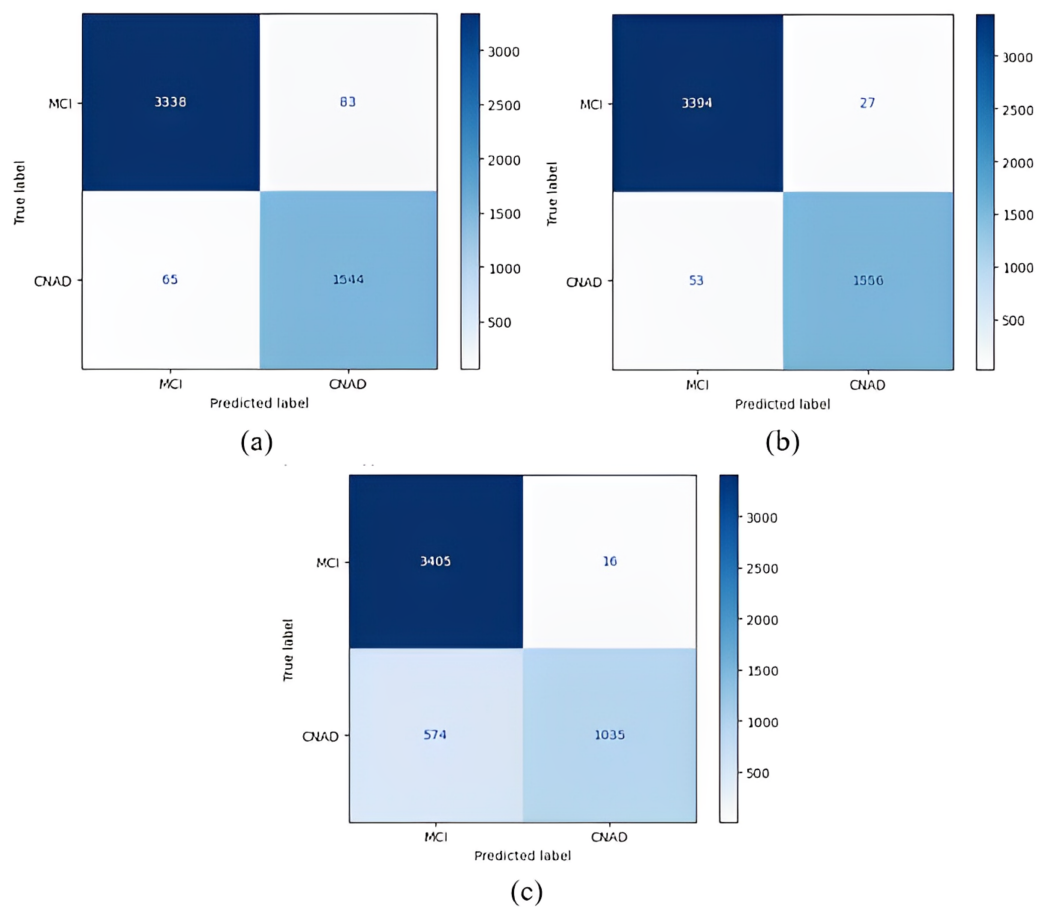 MCI
3338
83
True label
CNAD
65
1544
MCI
CNAD
Predicted label
3000
2500
2000
1500
1000
500
(a)
MCI
3394
27
True label
CNAD
53
1556
MCI
CNAD
Predicted label
3000
2500
2000
1500
1000
500
(b)
MCI
3405
16
True label
CNAD
574
1035
MCI
CNAD
Predicted label
3000
2500
2000
1500
1000
500
(c)